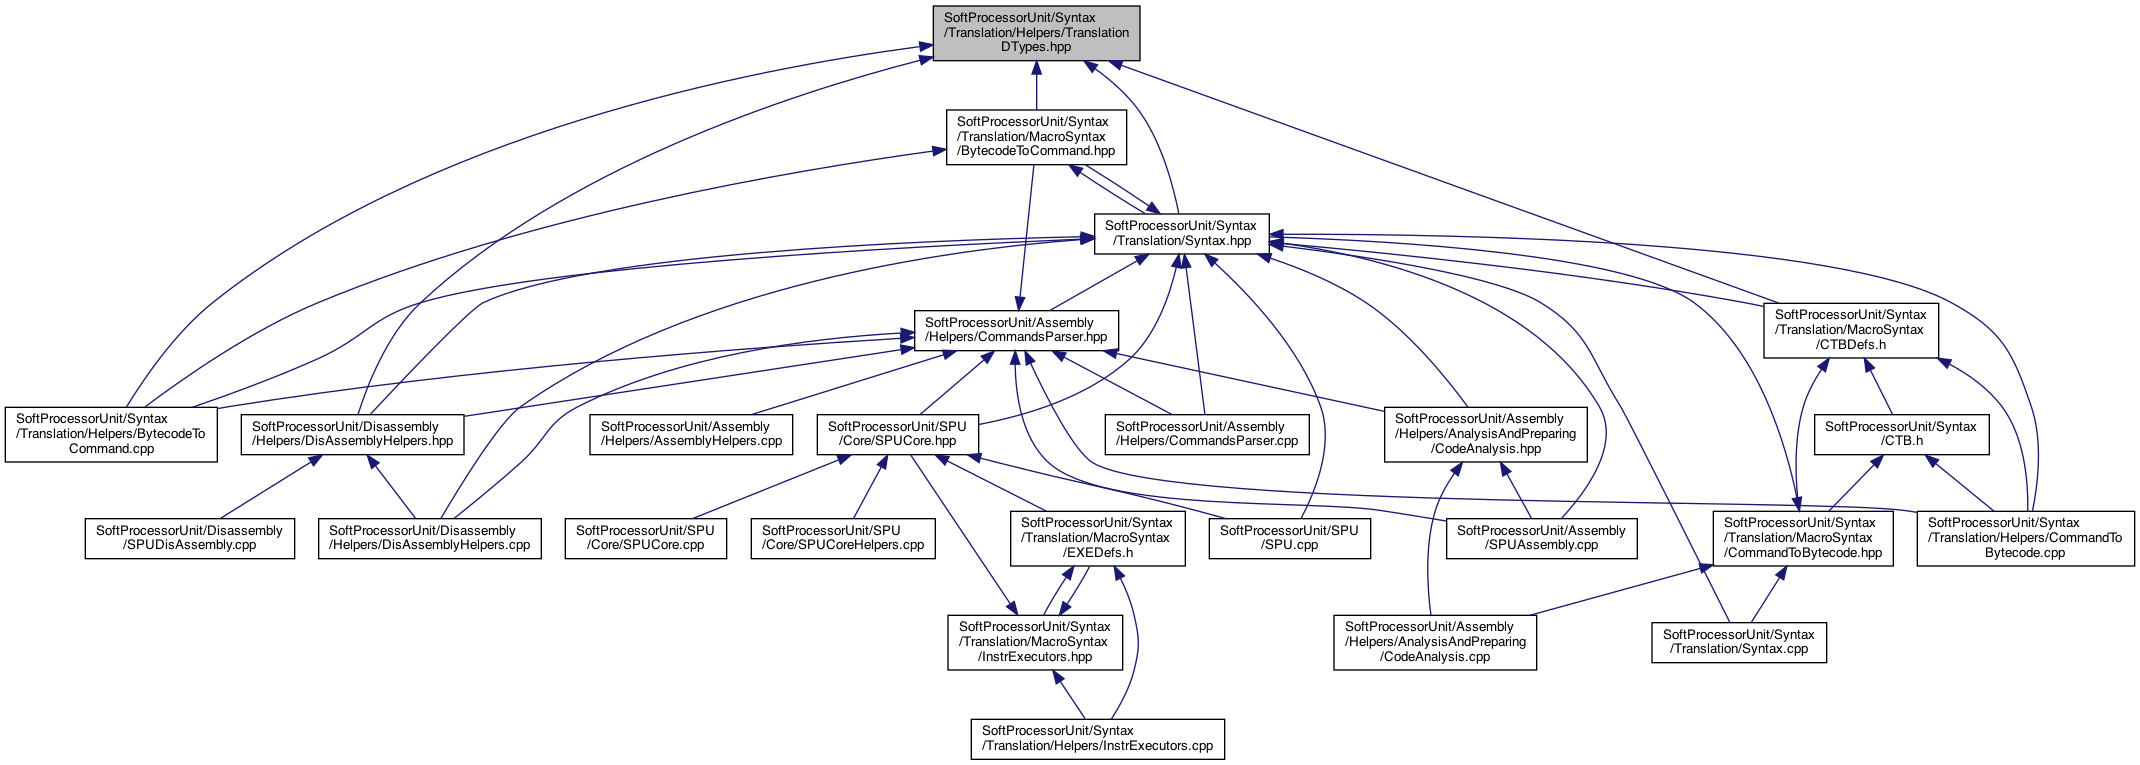 SoftProcessorUnit/Syntax
/Translation/Helpers/Translation
DTypes.hpp
SoftProcessorUnit/Syntax
/Translation/MacroSyntax
/BytecodeToCommand.hpp
SoftProcessorUnit/Syntax
/Translation/Syntax.hpp
SoftProcessorUnit/Assembly
/Helpers/CommandsParser.hpp
SoftProcessorUnit/Syntax
/Translation/MacroSyntax
/CTBDefs.h
SoftProcessorUnit/Syntax
/Translation/Helpers/BytecodeTo
Command.cpp
SoftProcessorUnit/Disassembly
/Helpers/DisAssemblyHelpers.hpp
SoftProcessorUnit/Assembly
/Helpers/AssemblyHelpers.cpp
SoftProcessorUnit/SPU
/Core/SPUCore.hpp
SoftProcessorUnit/Assembly
/Helpers/CommandsParser.cpp
SoftProcessorUnit/Assembly
/Helpers/AnalysisAndPreparing
/CodeAnalysis.hpp
SoftProcessorUnit/Syntax
/CTB.h
SoftProcessorUnit/Disassembly
/SPUDisAssembly.cpp
SoftProcessorUnit/Disassembly
/Helpers/DisAssemblyHelpers.cpp
SoftProcessorUnit/SPU
/Core/SPUCore.cpp
SoftProcessorUnit/SPU
/Core/SPUCoreHelpers.cpp
SoftProcessorUnit/Syntax
/Translation/MacroSyntax
/EXEDefs.h
SoftProcessorUnit/SPU
/SPU.cpp
SoftProcessorUnit/Assembly
/SPUAssembly.cpp
SoftProcessorUnit/Syntax
/Translation/MacroSyntax
/CommandToBytecode.hpp
SoftProcessorUnit/Syntax
/Translation/Helpers/CommandTo
Bytecode.cpp
SoftProcessorUnit/Syntax
/Translation/MacroSyntax
/InstrExecutors.hpp
SoftProcessorUnit/Assembly
/Helpers/AnalysisAndPreparing
/CodeAnalysis.cpp
SoftProcessorUnit/Syntax
/Translation/Syntax.cpp
SoftProcessorUnit/Syntax
/Translation/Helpers/InstrExecutors.cpp